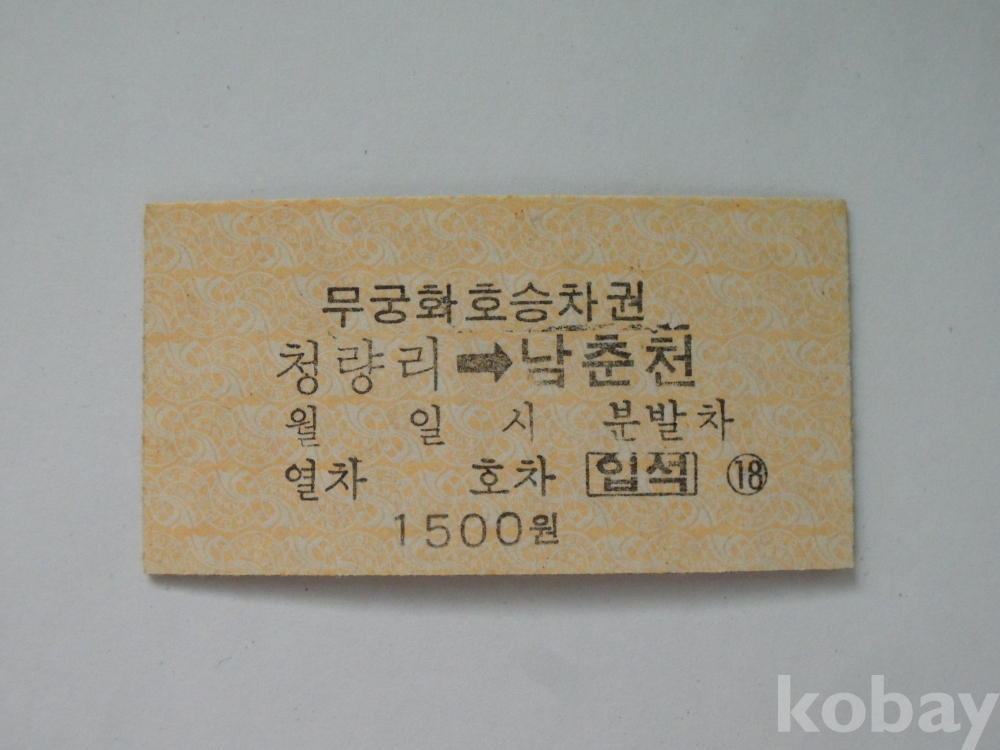 무궁화호승차권
청량리➡남춘천
월 일 시 분발차
열차 호차 입석 ⑱
1500원
kobay